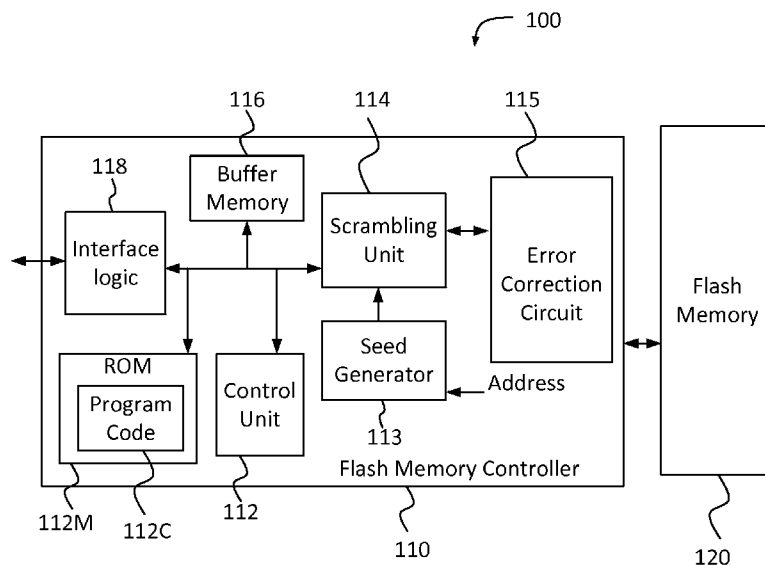 100
116
114
115
118
Buffer
Memory
Interface
logic
Scrambling
Unit
Error
Correction
Circuit
Flash
Memory
ROM
Program
Code
Control
Unit
Seed
Generator
Address
113
Flash Memory Controller
112M
112C
112
110
120